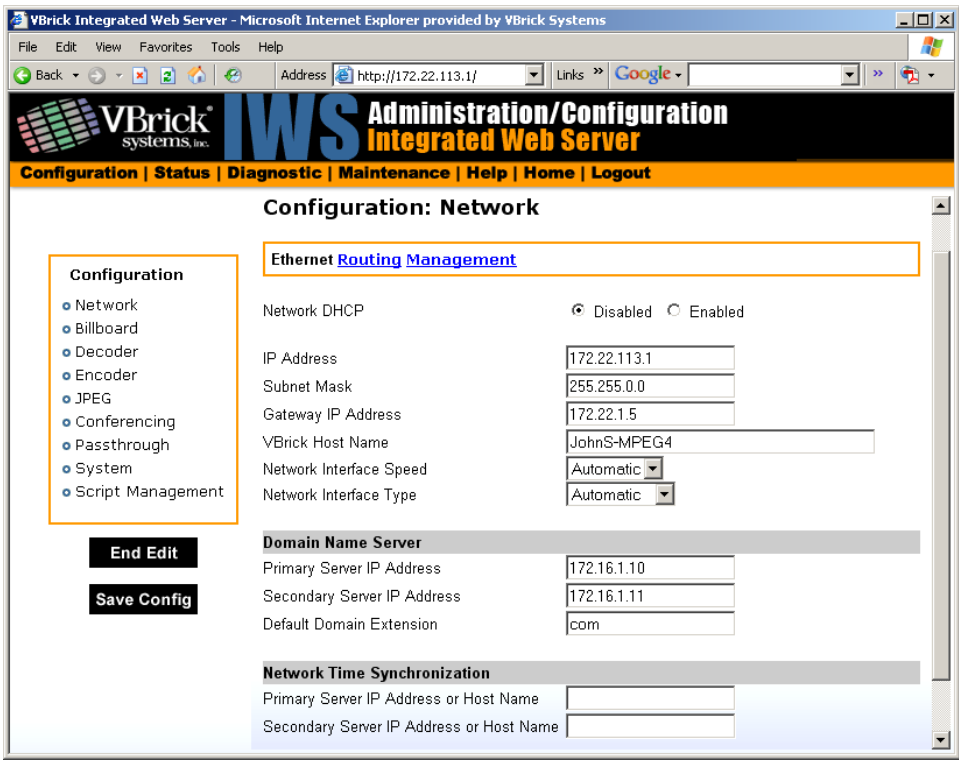 VBrick Integrated Web Server - Microsoft Internet Explorer provided by VBrick Systems
File Edit View Favorites Tools Help
Back Address http://172.22.113.1/ Links » Google »
VBrick systems, inc. IWS Administration/Configuration
Integrated Web Server
Configuration | Status | Diagnostic | Maintenance | Help | Home | Logout
Configuration: Network
Ethernet Routing Management
Configuration
Network
Billboard
Decoder
Encoder
JPEG
Conferencing
Passthrough
System
Script Management
End Edit
Save Config
Network DHCP Disabled Enabled
IP Address 172.22.113.1
Subnet Mask 255.255.0.0
Gateway IP Address 172.22.1.5
VBrick Host Name JohnS-MPEG4
Network Interface Speed Automatic
Network Interface Type Automatic
Domain Name Server
Primary Server IP Address 172.16.1.10
Secondary Server IP Address 172.16.1.11
Default Domain Extension com
Network Time Synchronization
Primary Server IP Address or Host Name
Secondary Server IP Address or Host Name